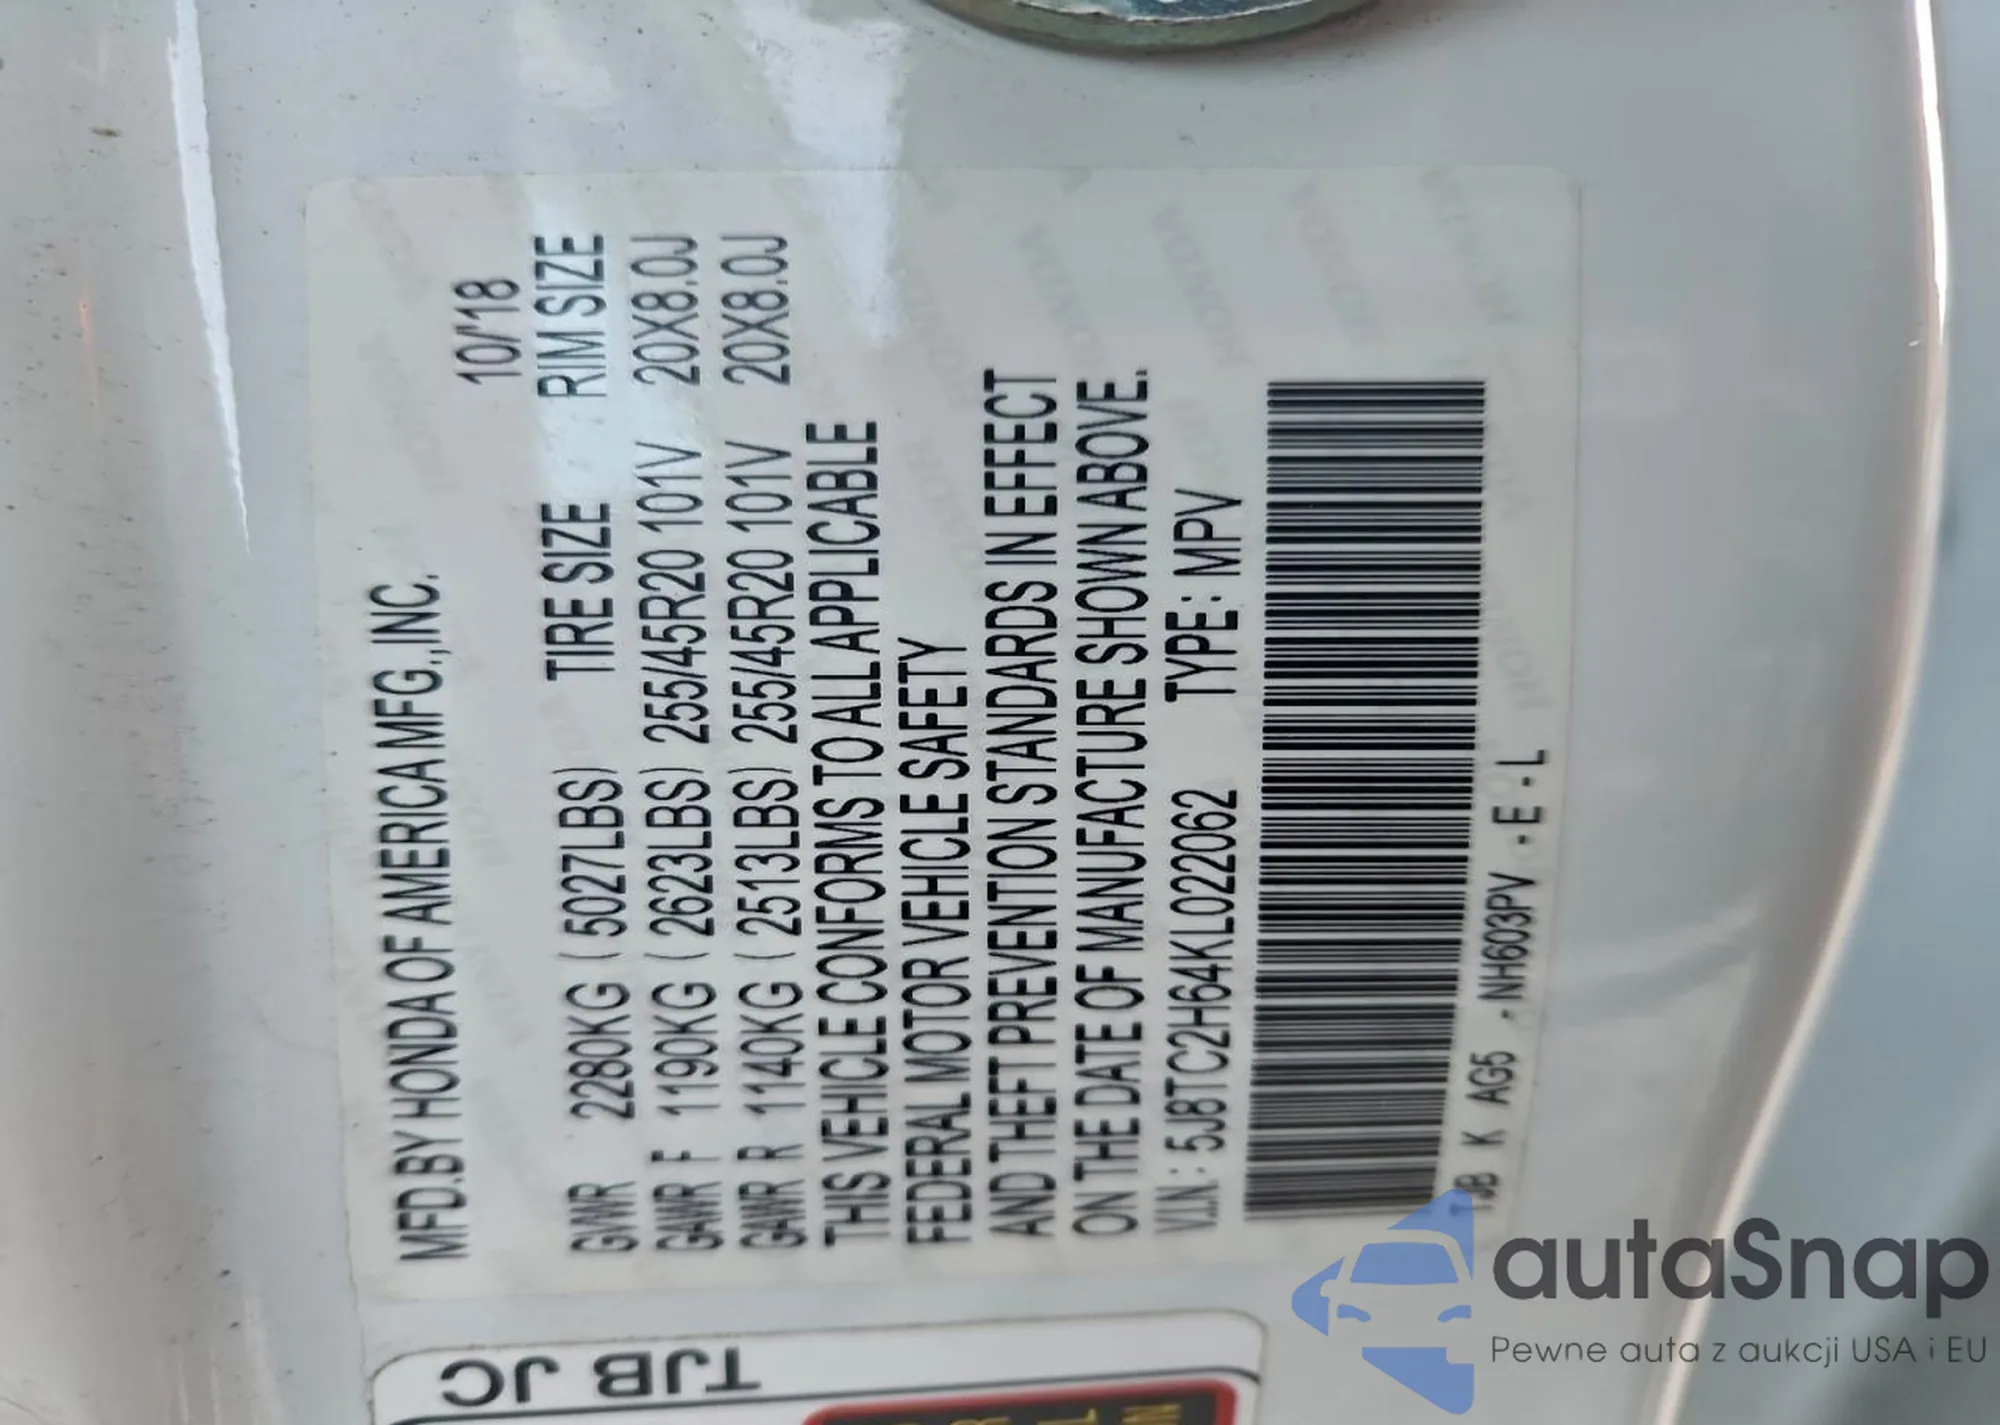 MFD.BY HONDA OF AMERICA MFG.,INC.
10/'18
GVWR 2280KG ( 5027LBS) TIRE SIZE RIM SIZE
GAWR F 1190KG ( 2623LBS) 255/45R20 101V 20X8.0J
GAWR R 1140KG ( 2513LBS) 255/45R20 101V 20X8.0J
THIS VEHICLE CONFORMS TO ALL APPLICABLE
FEDERAL MOTOR VEHICLE SAFETY
AND THEFT PREVENTION STANDARDS IN EFFECT
ON THE DATE OF MANUFACTURE SHOWN ABOVE.
V.I.N.: 5J8TC2H64KL022062 TYPE: MPV
TJB K AG5 -NH603PV -E-L
TJB JC
autaSnap
Pewne auta z aukcji USA i EU